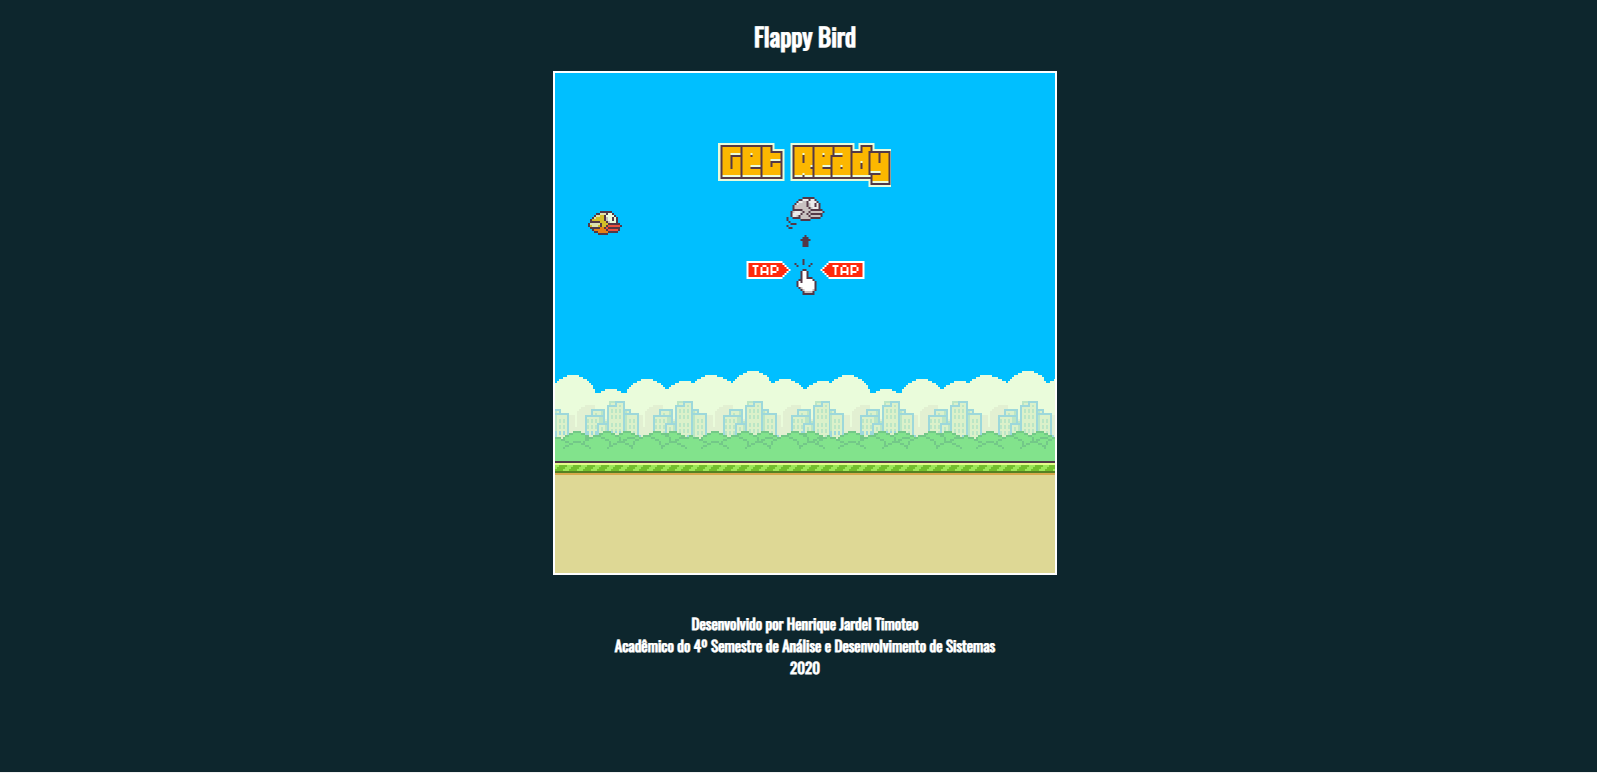 Flappy Bird
Get Ready
TAP TAP
Desenvolvido por Henrique Jardel Timoteo
Acadêmico do 4º Semestre de Análise e Desenvolvimento de Sistemas
2020